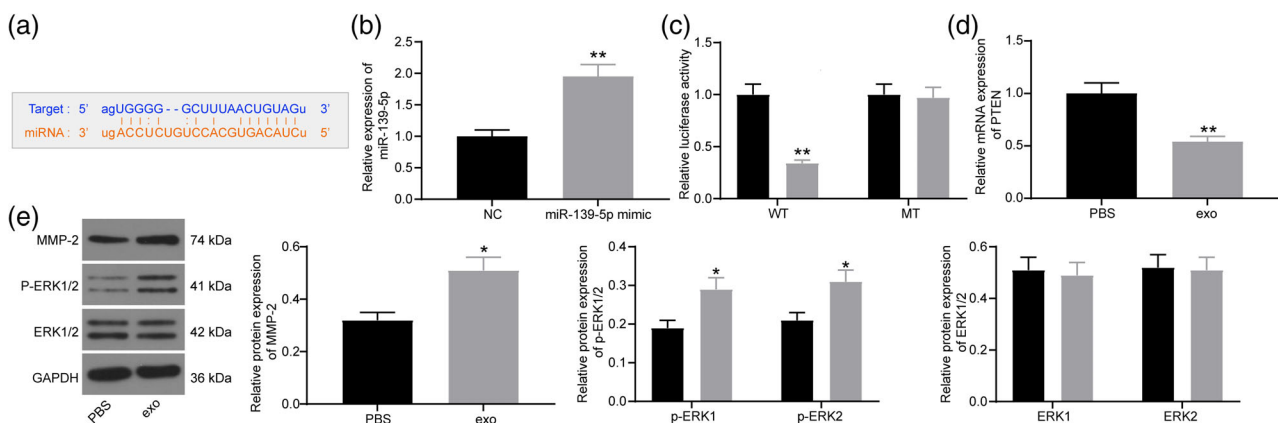 (a)
Target : 5' agUGGGG - - GCUUUAACUGUAGu 3'
miRNA : 3' ugACCUCUGUCCACGUGACAUCu 5'
(b)
Relative expression of
miR-139-5p
2.5
2.0
1.5
1.0
0.5
0.0
**
NC
miR-139-5p mimic
(c)
Relative luciferase activity
1.5
1.0
0.5
0.0
**
WT
MT
(d)
Relative mRNA expression
of PTEN
1.5
1.0
0.5
0.0
**
PBS
exo
(e)
MMP-2 74 kDa
P-ERK1/2 41 kDa
ERK1/2 42 kDa
GAPDH 36 kDa
PBS exo
Relative protein expression
of MMP-2
0.6
0.4
0.2
0.0
*
PBS
exo
Relative protein expression
of p-ERK1/2
0.4
0.3
0.2
0.1
0.0
*
*
p-ERK1
p-ERK2
Relative protein expression
of ERK1/2
0.6
0.4
0.2
0.0
ERK1
ERK2